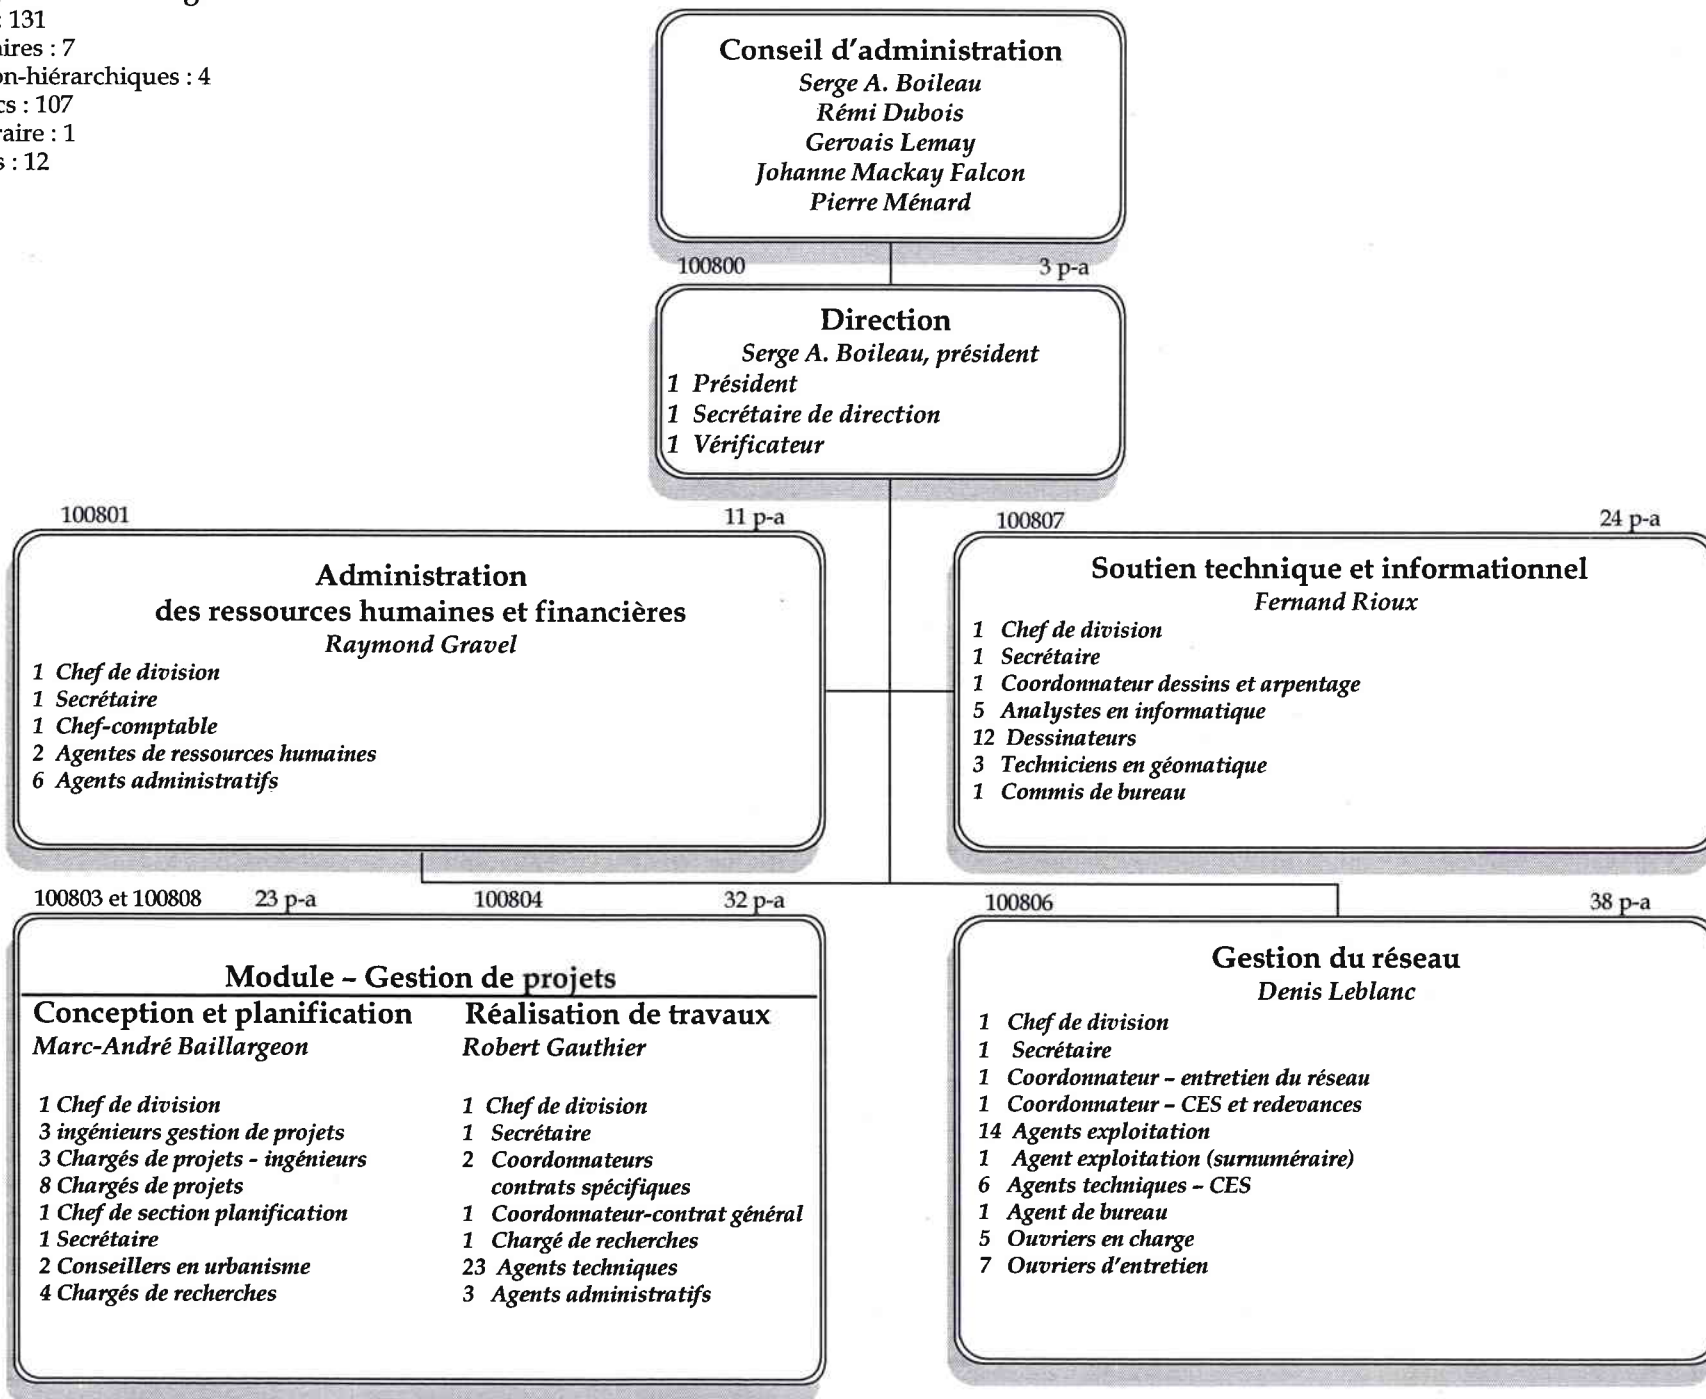 : 131
aires : 7
on-hiérarchiques : 4
cs : 107
raire : 1
s : 12
Conseil d'administration
Serge A. Boileau
Rémi Dubois
Gervais Lemay
Johanne Mackay Falcon
Pierre Ménard
100800 3 p-a
Direction
Serge A. Boileau, président
1 Président
1 Secrétaire de direction
1 Vérificateur
100801 11 p-a
Administration
des ressources humaines et financières
Raymond Gravel
1 Chef de division
1 Secrétaire
1 Chef-comptable
2 Agentes de ressources humaines
6 Agents administratifs
100807 24 p-a
Soutien technique et informationnel
Fernand Rioux
1 Chef de division
1 Secrétaire
1 Coordonnateur dessins et arpentage
5 Analystes en informatique
12 Dessinateurs
3 Techniciens en géomatique
1 Commis de bureau
100803 et 100808 23 p-a 100804 32 p-a
Module – Gestion de projets
Conception et planification
Marc-André Baillargeon
1 Chef de division
3 ingénieurs gestion de projets
3 Chargés de projets - ingénieurs
8 Chargés de projets
1 Chef de section planification
1 Secrétaire
2 Conseillers en urbanisme
4 Chargés de recherches
Réalisation de travaux
Robert Gauthier
1 Chef de division
1 Secrétaire
2 Coordonnateurs
contrats spécifiques
1 Coordonnateur-contrat général
1 Chargé de recherches
23 Agents techniques
3 Agents administratifs
100806 38 p-a
Gestion du réseau
Denis Leblanc
1 Chef de division
1 Secrétaire
1 Coordonnateur – entretien du réseau
1 Coordonnateur – CES et redevances
14 Agents exploitation
1 Agent exploitation (surnuméraire)
6 Agents techniques – CES
1 Agent de bureau
5 Ouvriers en charge
7 Ouvriers d'entretien